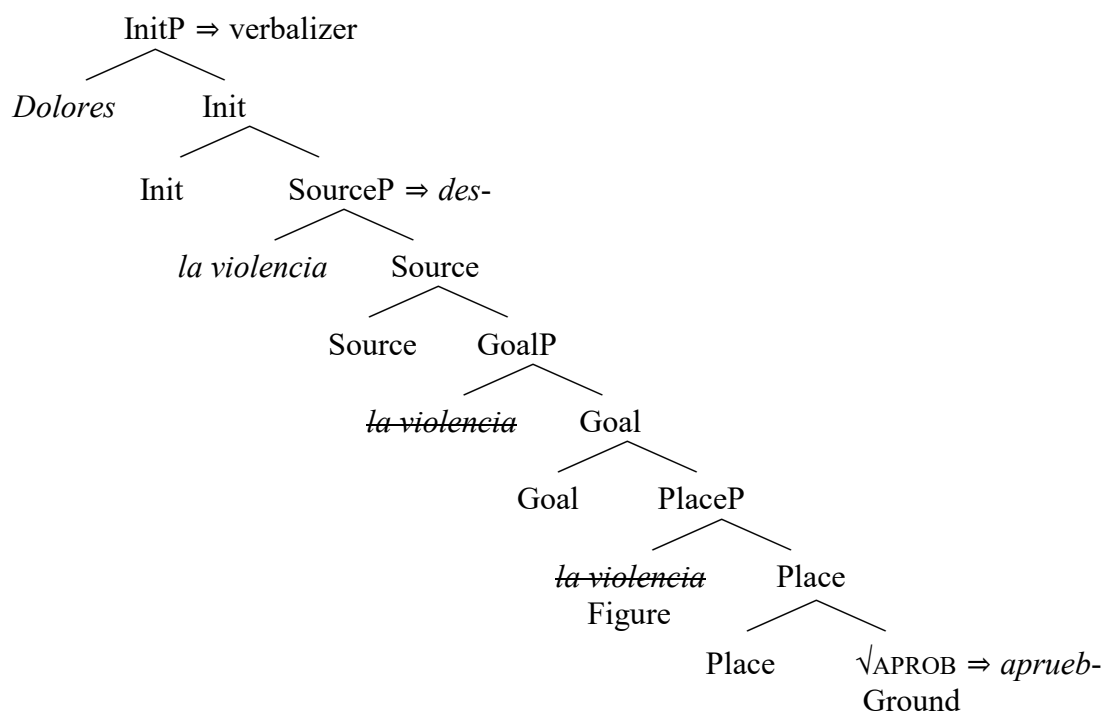 InitP ⇒ verbalizer
Dolores Init
Init SourceP ⇒ des-
la violencia Source
Source GoalP
la violencia Goal
Goal PlaceP
la violencia Place
Figure
Place √APROB ⇒ aprueb-
Ground